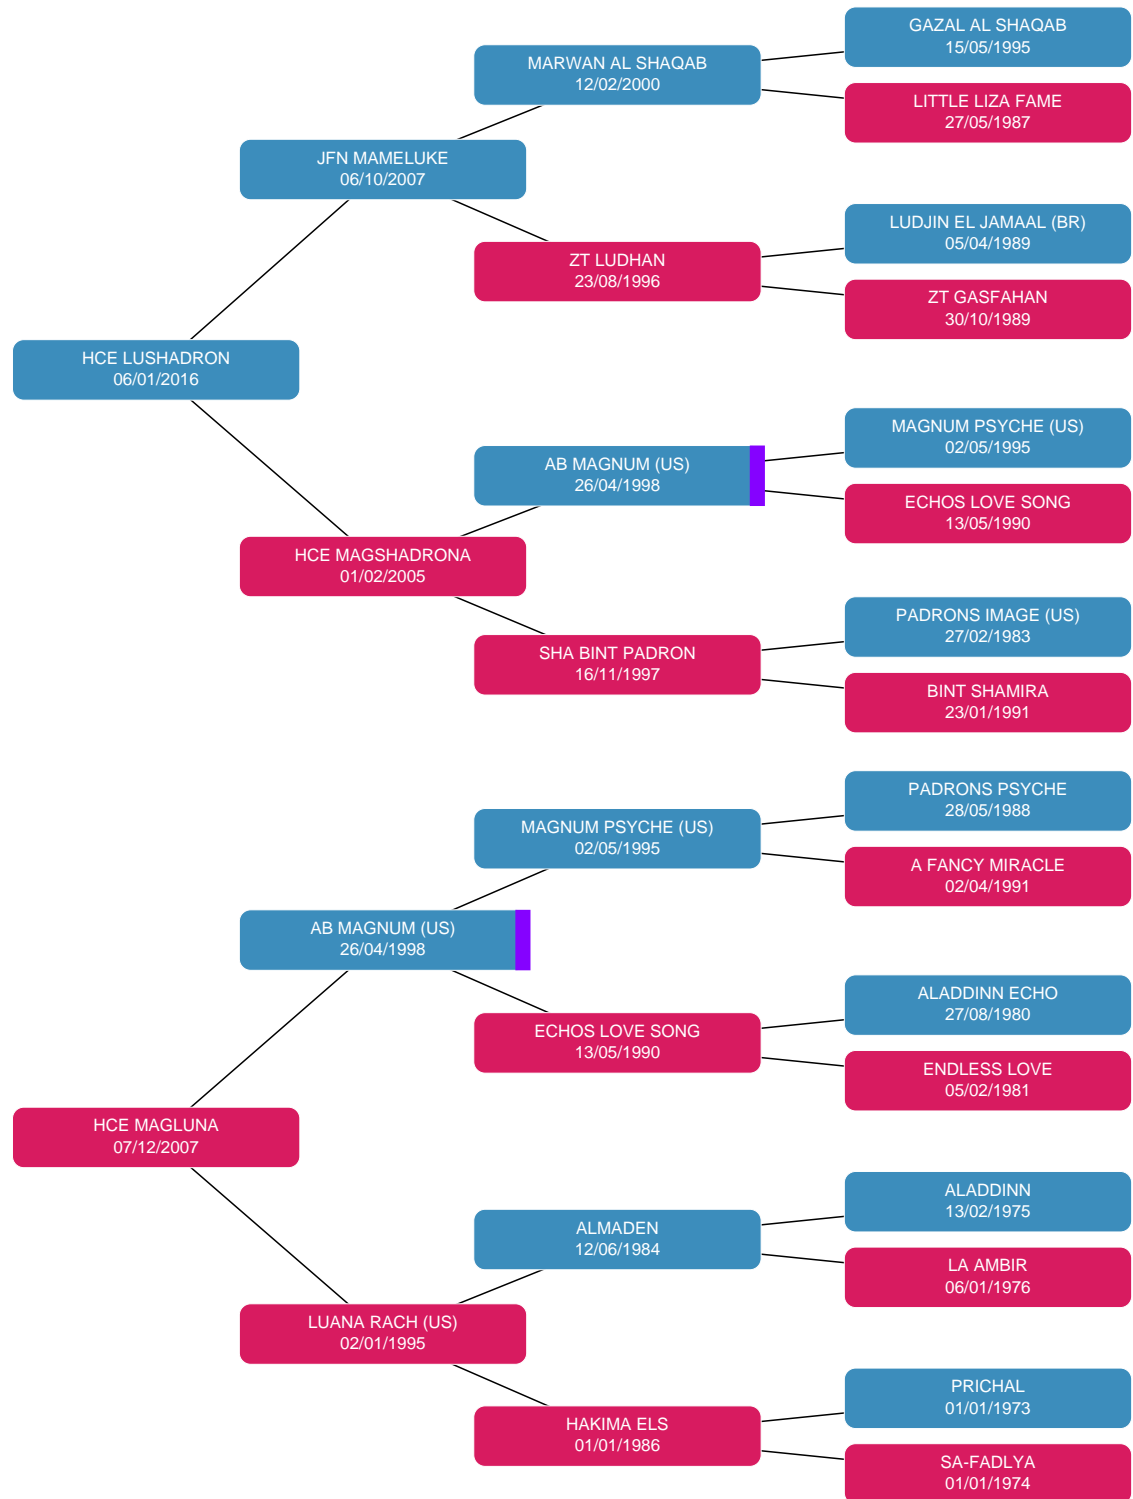 GAZAL AL SHAQAB
15/05/1995
MARWAN AL SHAQAB
12/02/2000
LITTLE LIZA FAME
27/05/1987
JFN MAMELUKE
06/10/2007
LUDJIN EL JAMAAL (BR)
05/04/1989
ZT LUDHAN
23/08/1996
ZT GASFAHAN
30/10/1989
HCE LUSHADRON
06/01/2016
MAGNUM PSYCHE (US)
02/05/1995
AB MAGNUM (US)
26/04/1998
ECHOS LOVE SONG
13/05/1990
HCE MAGSHADRONA
01/02/2005
PADRONS IMAGE (US)
27/02/1983
SHA BINT PADRON
16/11/1997
BINT SHAMIRA
23/01/1991
PADRONS PSYCHE
28/05/1988
MAGNUM PSYCHE (US)
02/05/1995
A FANCY MIRACLE
02/04/1991
AB MAGNUM (US)
26/04/1998
ALADDINN ECHO
27/08/1980
ECHOS LOVE SONG
13/05/1990
ENDLESS LOVE
05/02/1981
HCE MAGLUNA
07/12/2007
ALADDINN
13/02/1975
ALMADEN
12/06/1984
LA AMBIR
06/01/1976
LUANA RACH (US)
02/01/1995
PRICHAL
01/01/1973
HAKIMA ELS
01/01/1986
SA-FADLYA
01/01/1974